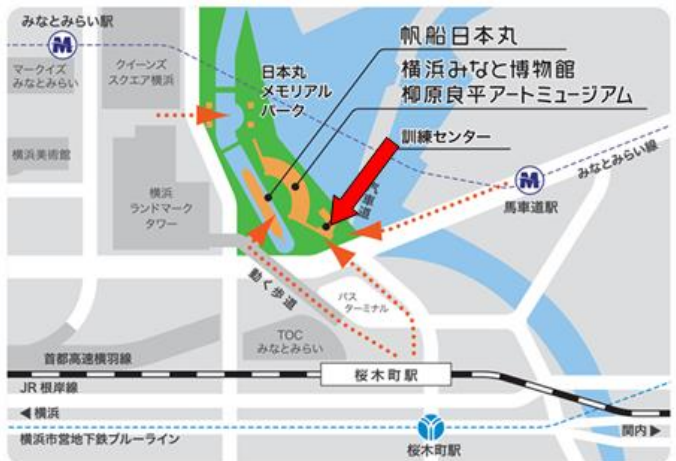 みなとみらい駅
M
マークイズ
みなとみらい
クイーンズ
スクエア横浜
日本丸
メモリアル
パーク
帆船日本丸
横浜みなと博物館
柳原良平アートミュージアム
訓練センター
横浜美術館
横浜
ランドマーク
タワー
汽車道
M
馬車道駅
みなとみらい線
動く歩道
バス
ターミナル
TOC
みなとみらい
首都高速横羽線
桜木町駅
JR 根岸線
◀横浜
横浜市営地下鉄ブルーライン
桜木町駅
関内▶